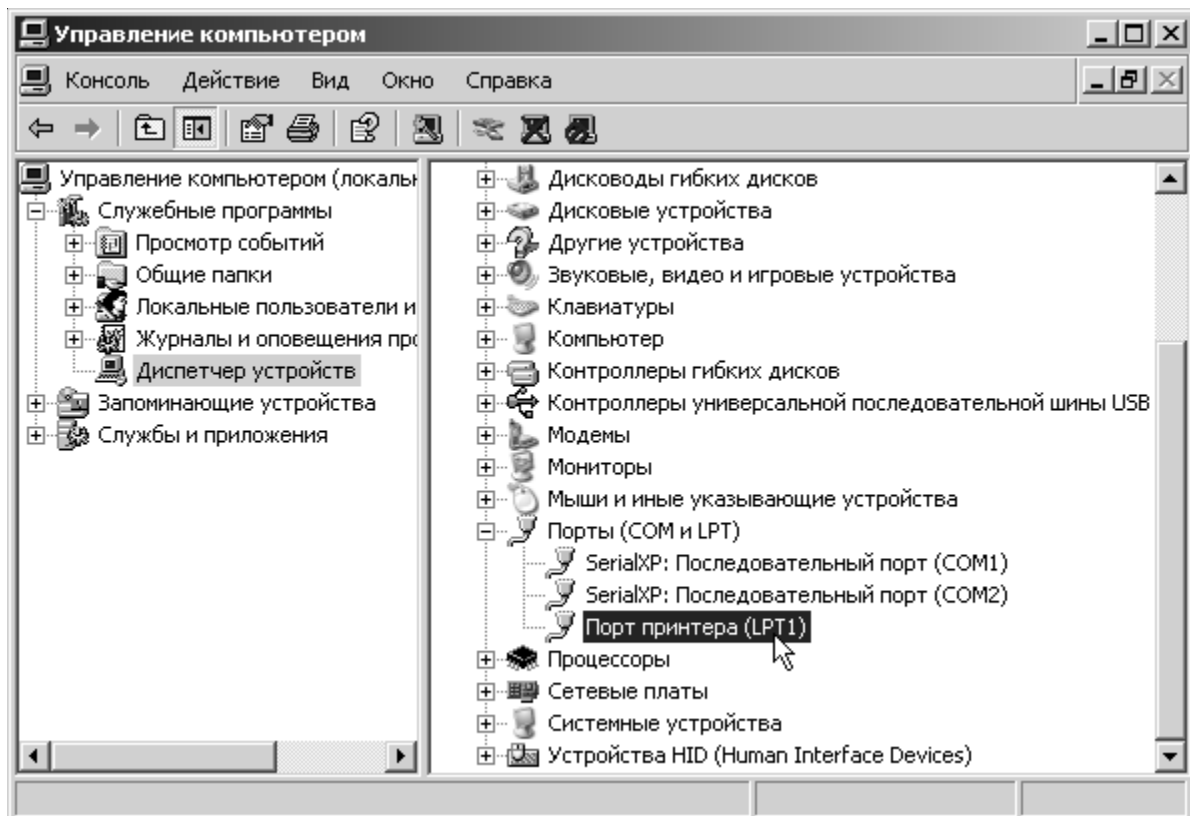 Управление компьютером
Консоль Действие Вид Окно Справка
Управление компьютером (локальн
Служебные программы
Просмотр событий
Общие папки
Локальные пользователи и
Журналы и оповещения про
Диспетчер устройств
Запоминающие устройства
Службы и приложения
Дисководы гибких дисков
Дисковые устройства
Другие устройства
Звуковые, видео и игровые устройства
Клавиатуры
Компьютер
Контроллеры гибких дисков
Контроллеры универсальной последовательной шины USB
Модемы
Мониторы
Мыши и иные указывающие устройства
Порты (COM и LPT)
SerialXP: Последовательный порт (COM1)
SerialXP: Последовательный порт (COM2)
Порт принтера (LPT1)
Процессоры
Сетевые платы
Системные устройства
Устройства HID (Human Interface Devices)